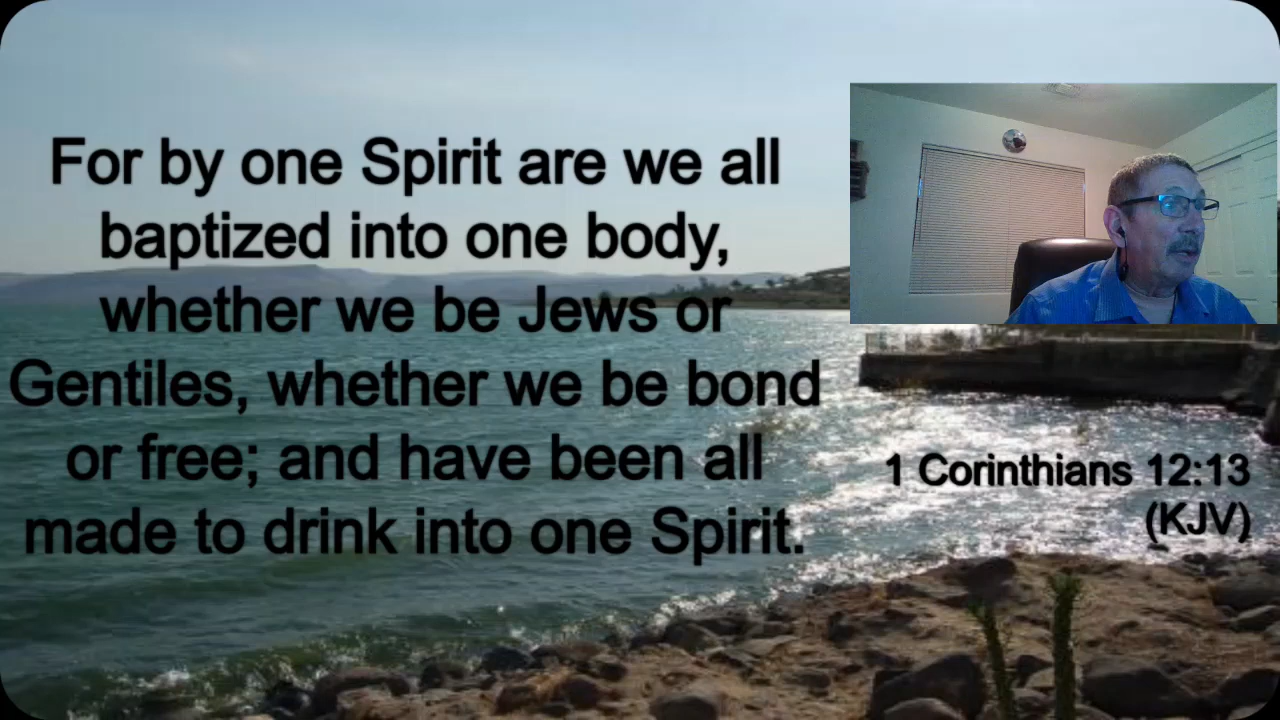 For by one Spirit are we all
baptized into one body,
whether we be Jews or
Gentiles, whether we be bond
or free; and have been all
made to drink into one Spirit.
1 Corinthians 12:13
(KJV)